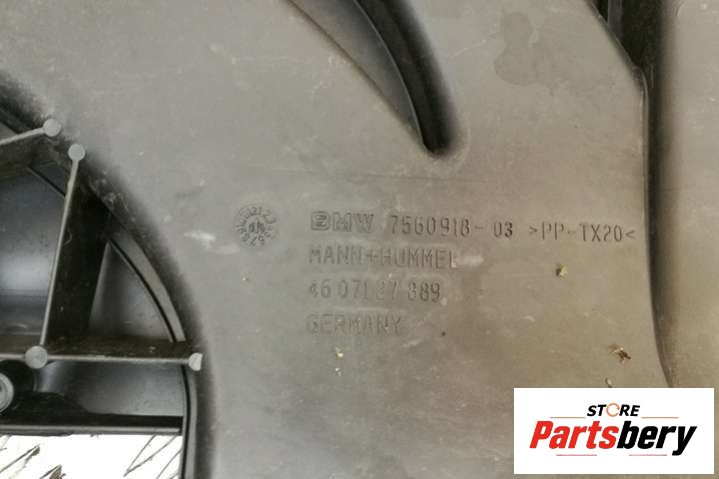 BMW 7560918-03 >PP-TX20<
MANN+HUMMEL
46 071 27 889
GERMANY
STORE
Partsbery